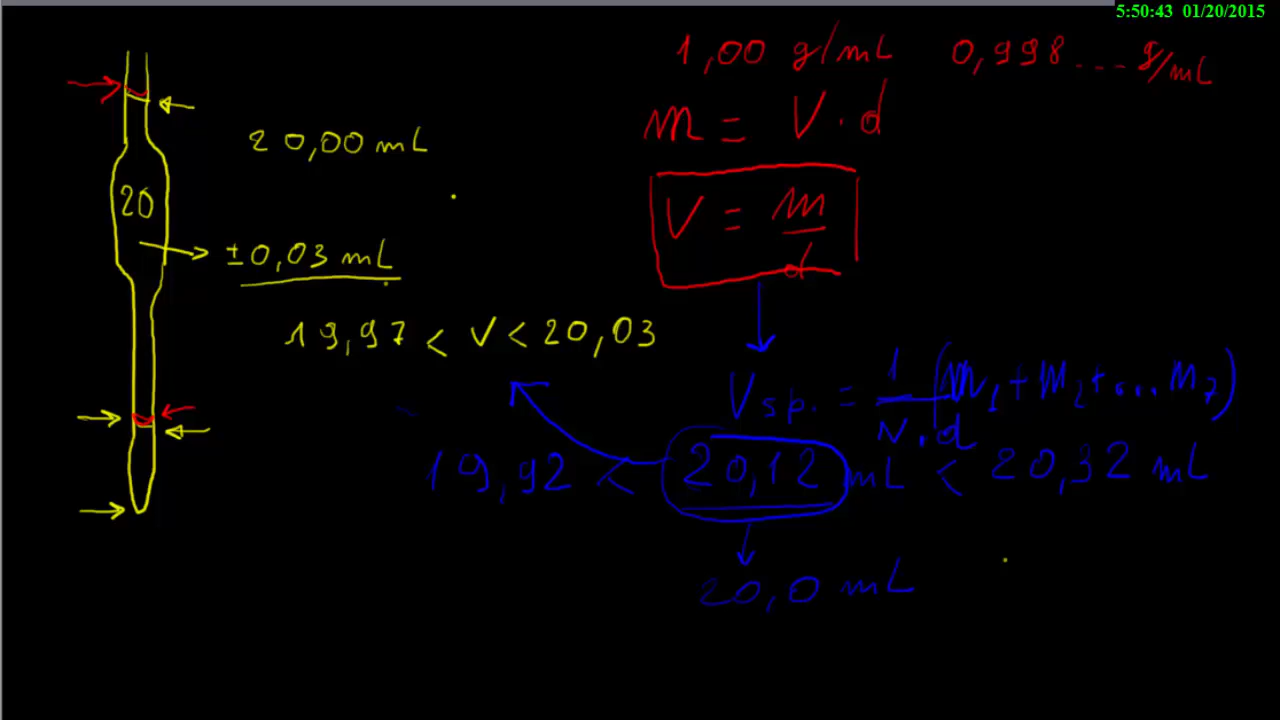 5:50:43 01/20/2015
1,00 g/mL 0,998.... g/mL
m = V · d
20,00 mL
20
V = m/d
±0,03 mL
19,97 < V < 20,03
Vsp. = 1/N.d (m1 + m2 + ... m7)
19,92 < 20,12 mL < 20,32 mL
20,0 mL